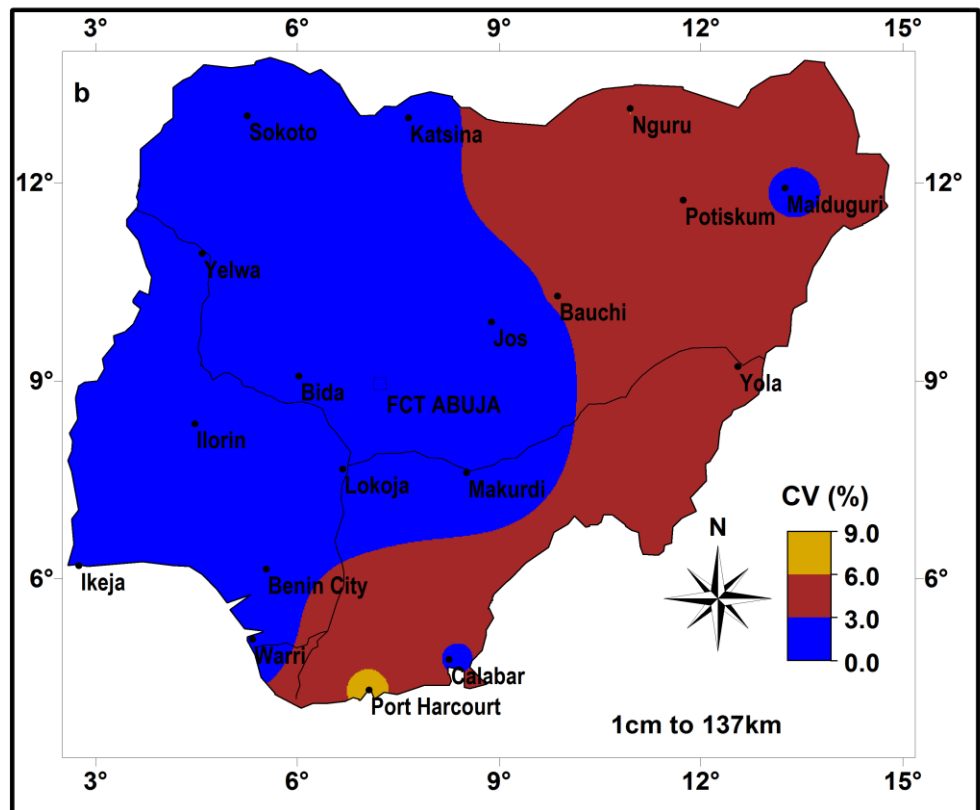 3° 6° 9° 12° 15°
b
Nguru
Sokoto
Katsina
12° 12°
Maiduguri
Potiskum
Yelwa
Bauchi
Jos
9° 9°
Yola
Bida
FCT ABUJA
Ilorin
Lokoja
Makurdi
CV (%)
N
9.0
6.0
3.0
0.0
6° 6°
Ikeja
Benin City
Warri
Calabar
Port Harcourt
1cm to 137km
3° 6° 9° 12° 15°